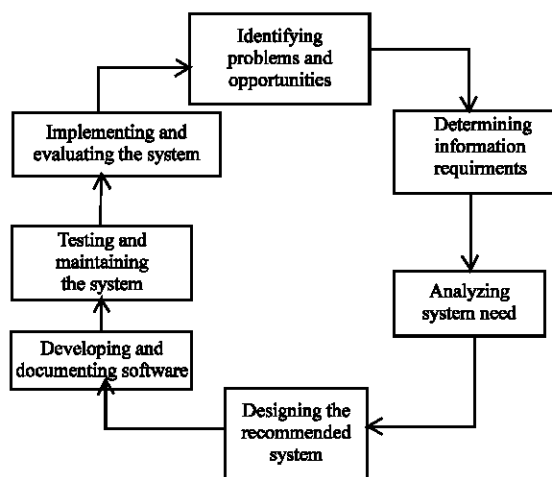 Identifying
problems and
opportunities
Determining
information
requirments
Analyzing
system need
Designing the
recommended
system
Developing and
documenting software
Testing and
maintaining
the system
Implementing and
evaluating the system